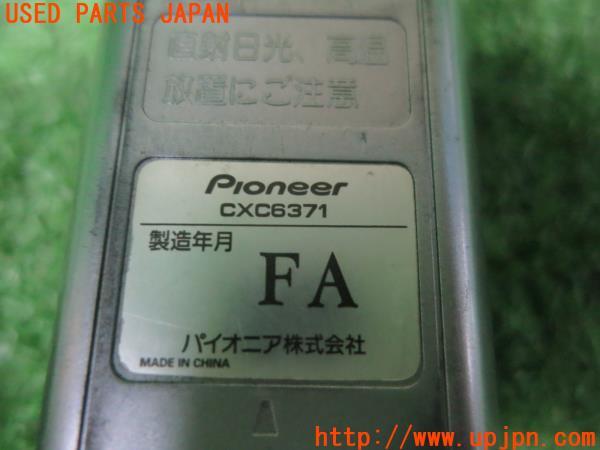 USED PARTS JAPAN
直射日光、高温
放置にご注意
Pioneer
CXC6371
製造年月
FA
パイオニア株式会社
MADE IN CHINA
http://www.upjpn.com